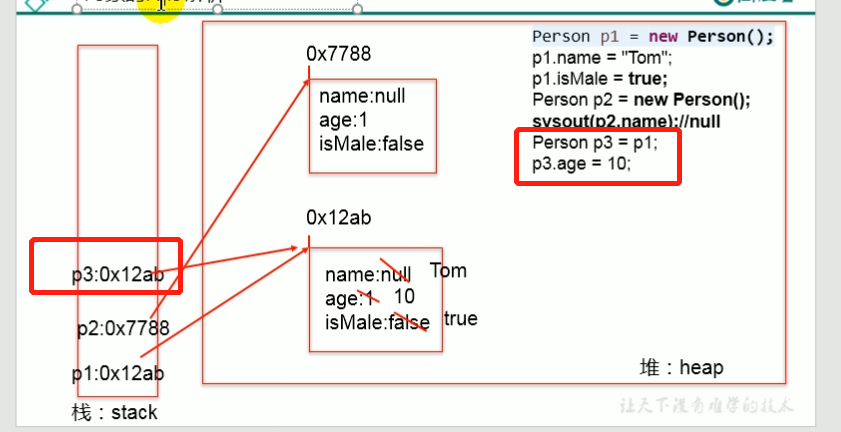 Person p1 = new Person();
p1.name = "Tom";
p1.isMale = true;
Person p2 = new Person();
sysout(p2.name);//null
Person p3 = p1;
p3.age = 10;
0x7788
name:null
age:1
isMale:false
0x12ab
name:null Tom
age:1 10
isMale:false true
p3:0x12ab
p2:0x7788
p1:0x12ab
堆：heap
栈：stack
让天下没有难学的技术